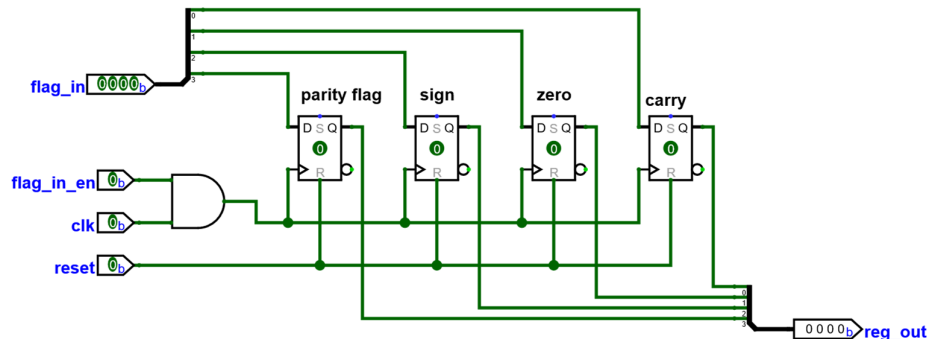 0
1
2
3
flag_in 0000b
parity flag sign zero carry
D S Q D S Q D S Q D S Q
0 0 0 0
R R R R
flag_in_en 0b
clk 0b
reset 0b
0
1
2
3
0000b reg_out